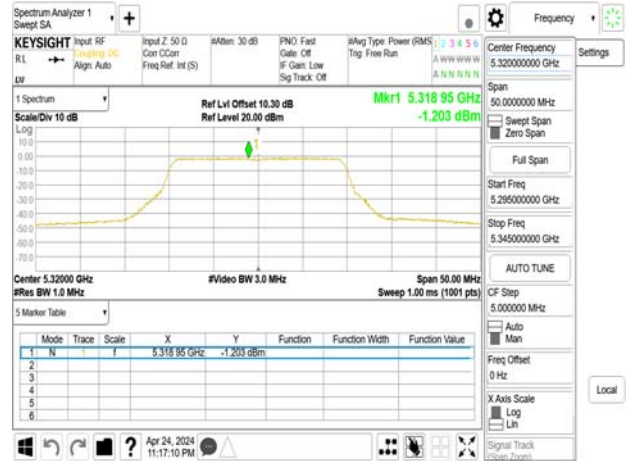 Spectrum Analyzer 1
Swept SA
+
Frequency
KEYSIGHT
RL
Input: RF
Coupling: DC
Align: Auto
Input Z: 50 Ω
Corr CCorr
Freq Ref: Int (S)
#Atten: 30 dB
PNO: Fast
Gate: Off
IF Gain: Low
Sig Track: Off
#Avg Type: Power (RMS
Trig: Free Run
1 2 3 4 5 6
A W W W W W
A N N N N N
Center Frequency
5.320000000 GHz
Settings
Span
50.0000000 MHz
Swept Span
Zero Span
Full Span
Start Freq
5.295000000 GHz
Stop Freq
5.345000000 GHz
AUTO TUNE
CF Step
5.000000 MHz
Auto
Man
Freq Offset
0 Hz
X Axis Scale
Log
Lin
Signal Track
(Span Zoom)
Local
1 Spectrum
Scale/Div 10 dB
Ref Lvl Offset 10.30 dB
Ref Level 20.00 dBm
Mkr1 5.318 95 GHz
-1.203 dBm
Log
10.0
0.00
-10.0
-20.0
-30.0
-40.0
-50.0
-60.0
-70.0
1
Center 5.32000 GHz
#Res BW 1.0 MHz
#Video BW 3.0 MHz
Span 50.00 MHz
Sweep 1.00 ms (1001 pts)
5 Marker Table
Mode Trace Scale X Y Function Function Width Function Value
1 N 1 f 5.318 95 GHz -1.203 dBm
2
3
4
5
6
?
Apr 24, 2024
11:17:10 PM